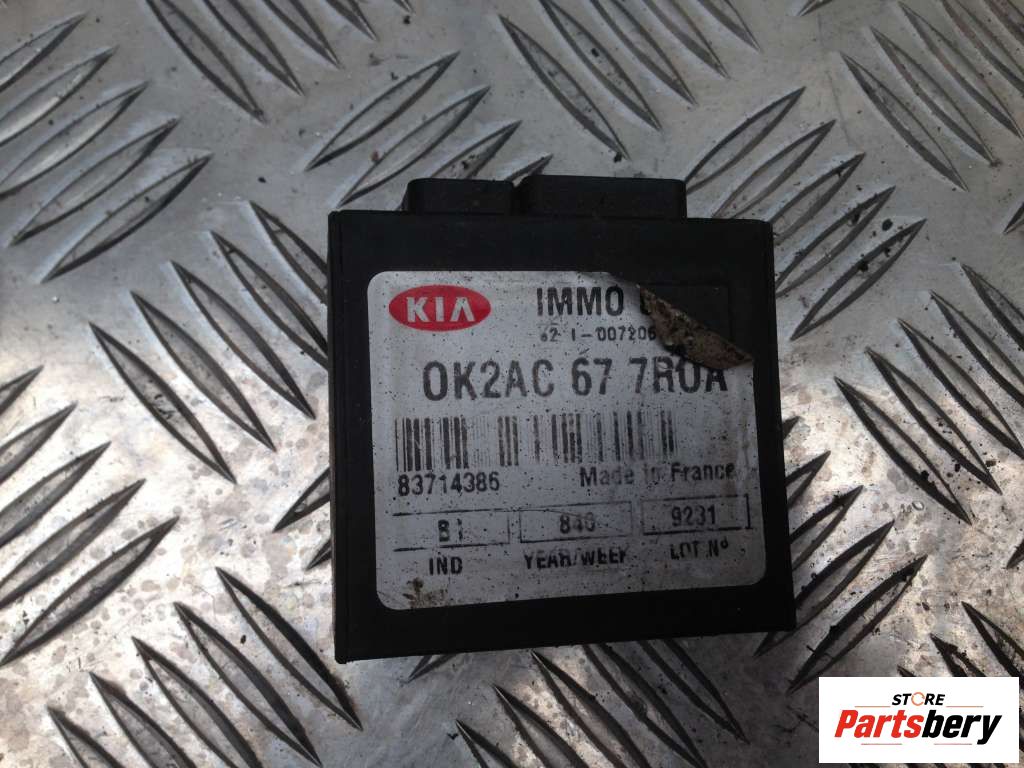 KIA IMMO
OK2AC 67 7R0A
83714386 Made in France
B1 840 9231
IND YEAR/WEEK LOT N°
STORE
Partsbery